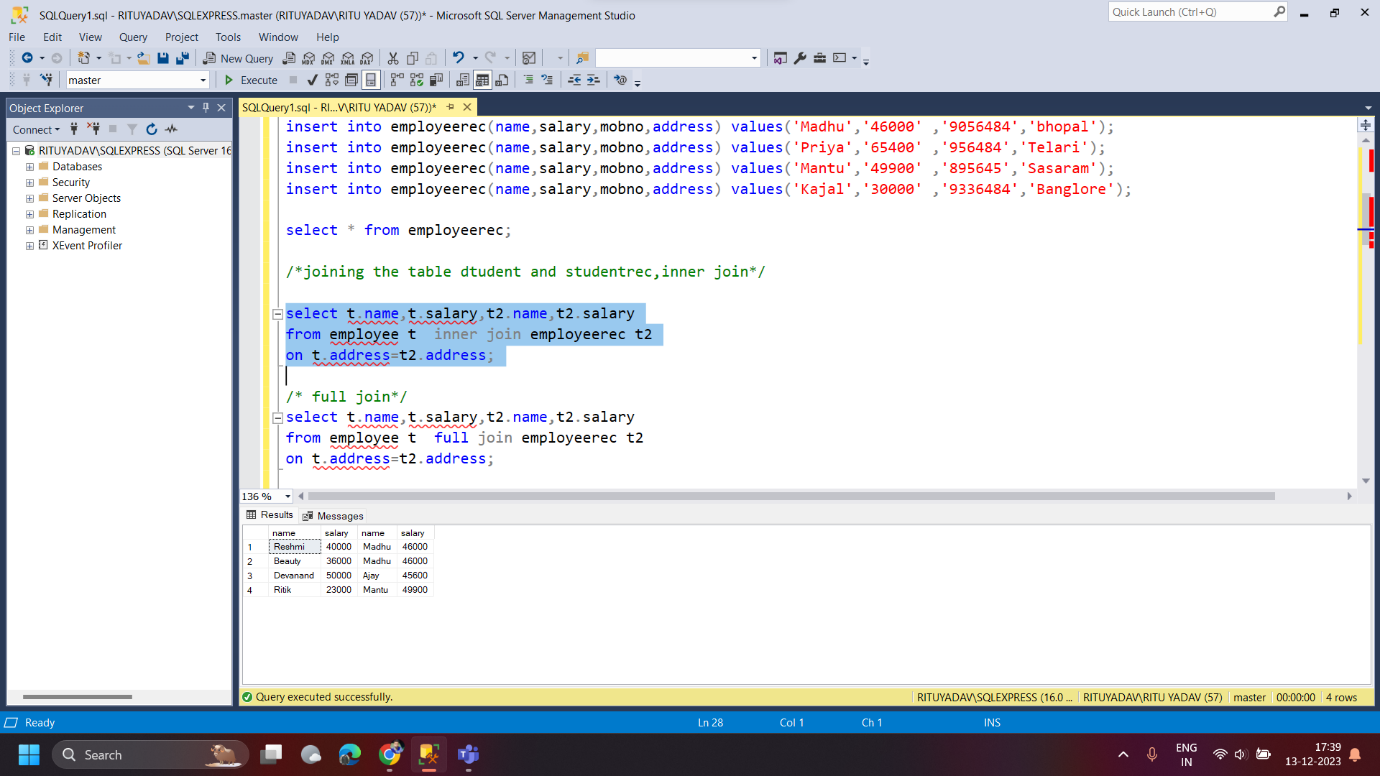 SQLQuery1.sql - RITUYADAV\SQLEXPRESS.master (RITUYADAV\RITU YADAV (57))* - Microsoft SQL Server Management Studio
Quick Launch (Ctrl+Q)
File Edit View Query Project Tools Window Help
New Query
master Execute
Object Explorer
SQLQuery1.sql - RI...V\RITU YADAV (57))*
Connect
RITUYADAV\SQLEXPRESS (SQL Server 16
Databases
Security
Server Objects
Replication
Management
XEvent Profiler
insert into employeerec(name,salary,mobno,address) values('Madhu','46000' ,'9056484','bhopal');
insert into employeerec(name,salary,mobno,address) values('Priya','65400' ,'956484','Telari');
insert into employeerec(name,salary,mobno,address) values('Mantu','49900' ,'895645','Sasaram');
insert into employeerec(name,salary,mobno,address) values('Kajal','30000' ,'9336484','Banglore');
select * from employeerec;
/*joining the table dtudent and studentrec,inner join*/
select t.name,t.salary,t2.name,t2.salary
from employee t  inner join employeerec t2
on t.address=t2.address;
/* full join*/
select t.name,t.salary,t2.name,t2.salary
from employee t  full join employeerec t2
on t.address=t2.address;
136 %
Results Messages
name salary name salary
1 Reshmi 40000 Madhu 46000
2 Beauty 36000 Madhu 46000
3 Devanand 50000 Ajay 45600
4 Ritik 23000 Mantu 49900
Query executed successfully. RITUYADAV\SQLEXPRESS (16.0 ... RITUYADAV\RITU YADAV (57) master 00:00:00 4 rows
Ready Ln 28 Col 1 Ch 1 INS
Search
ENG 17:39
IN 13-12-2023